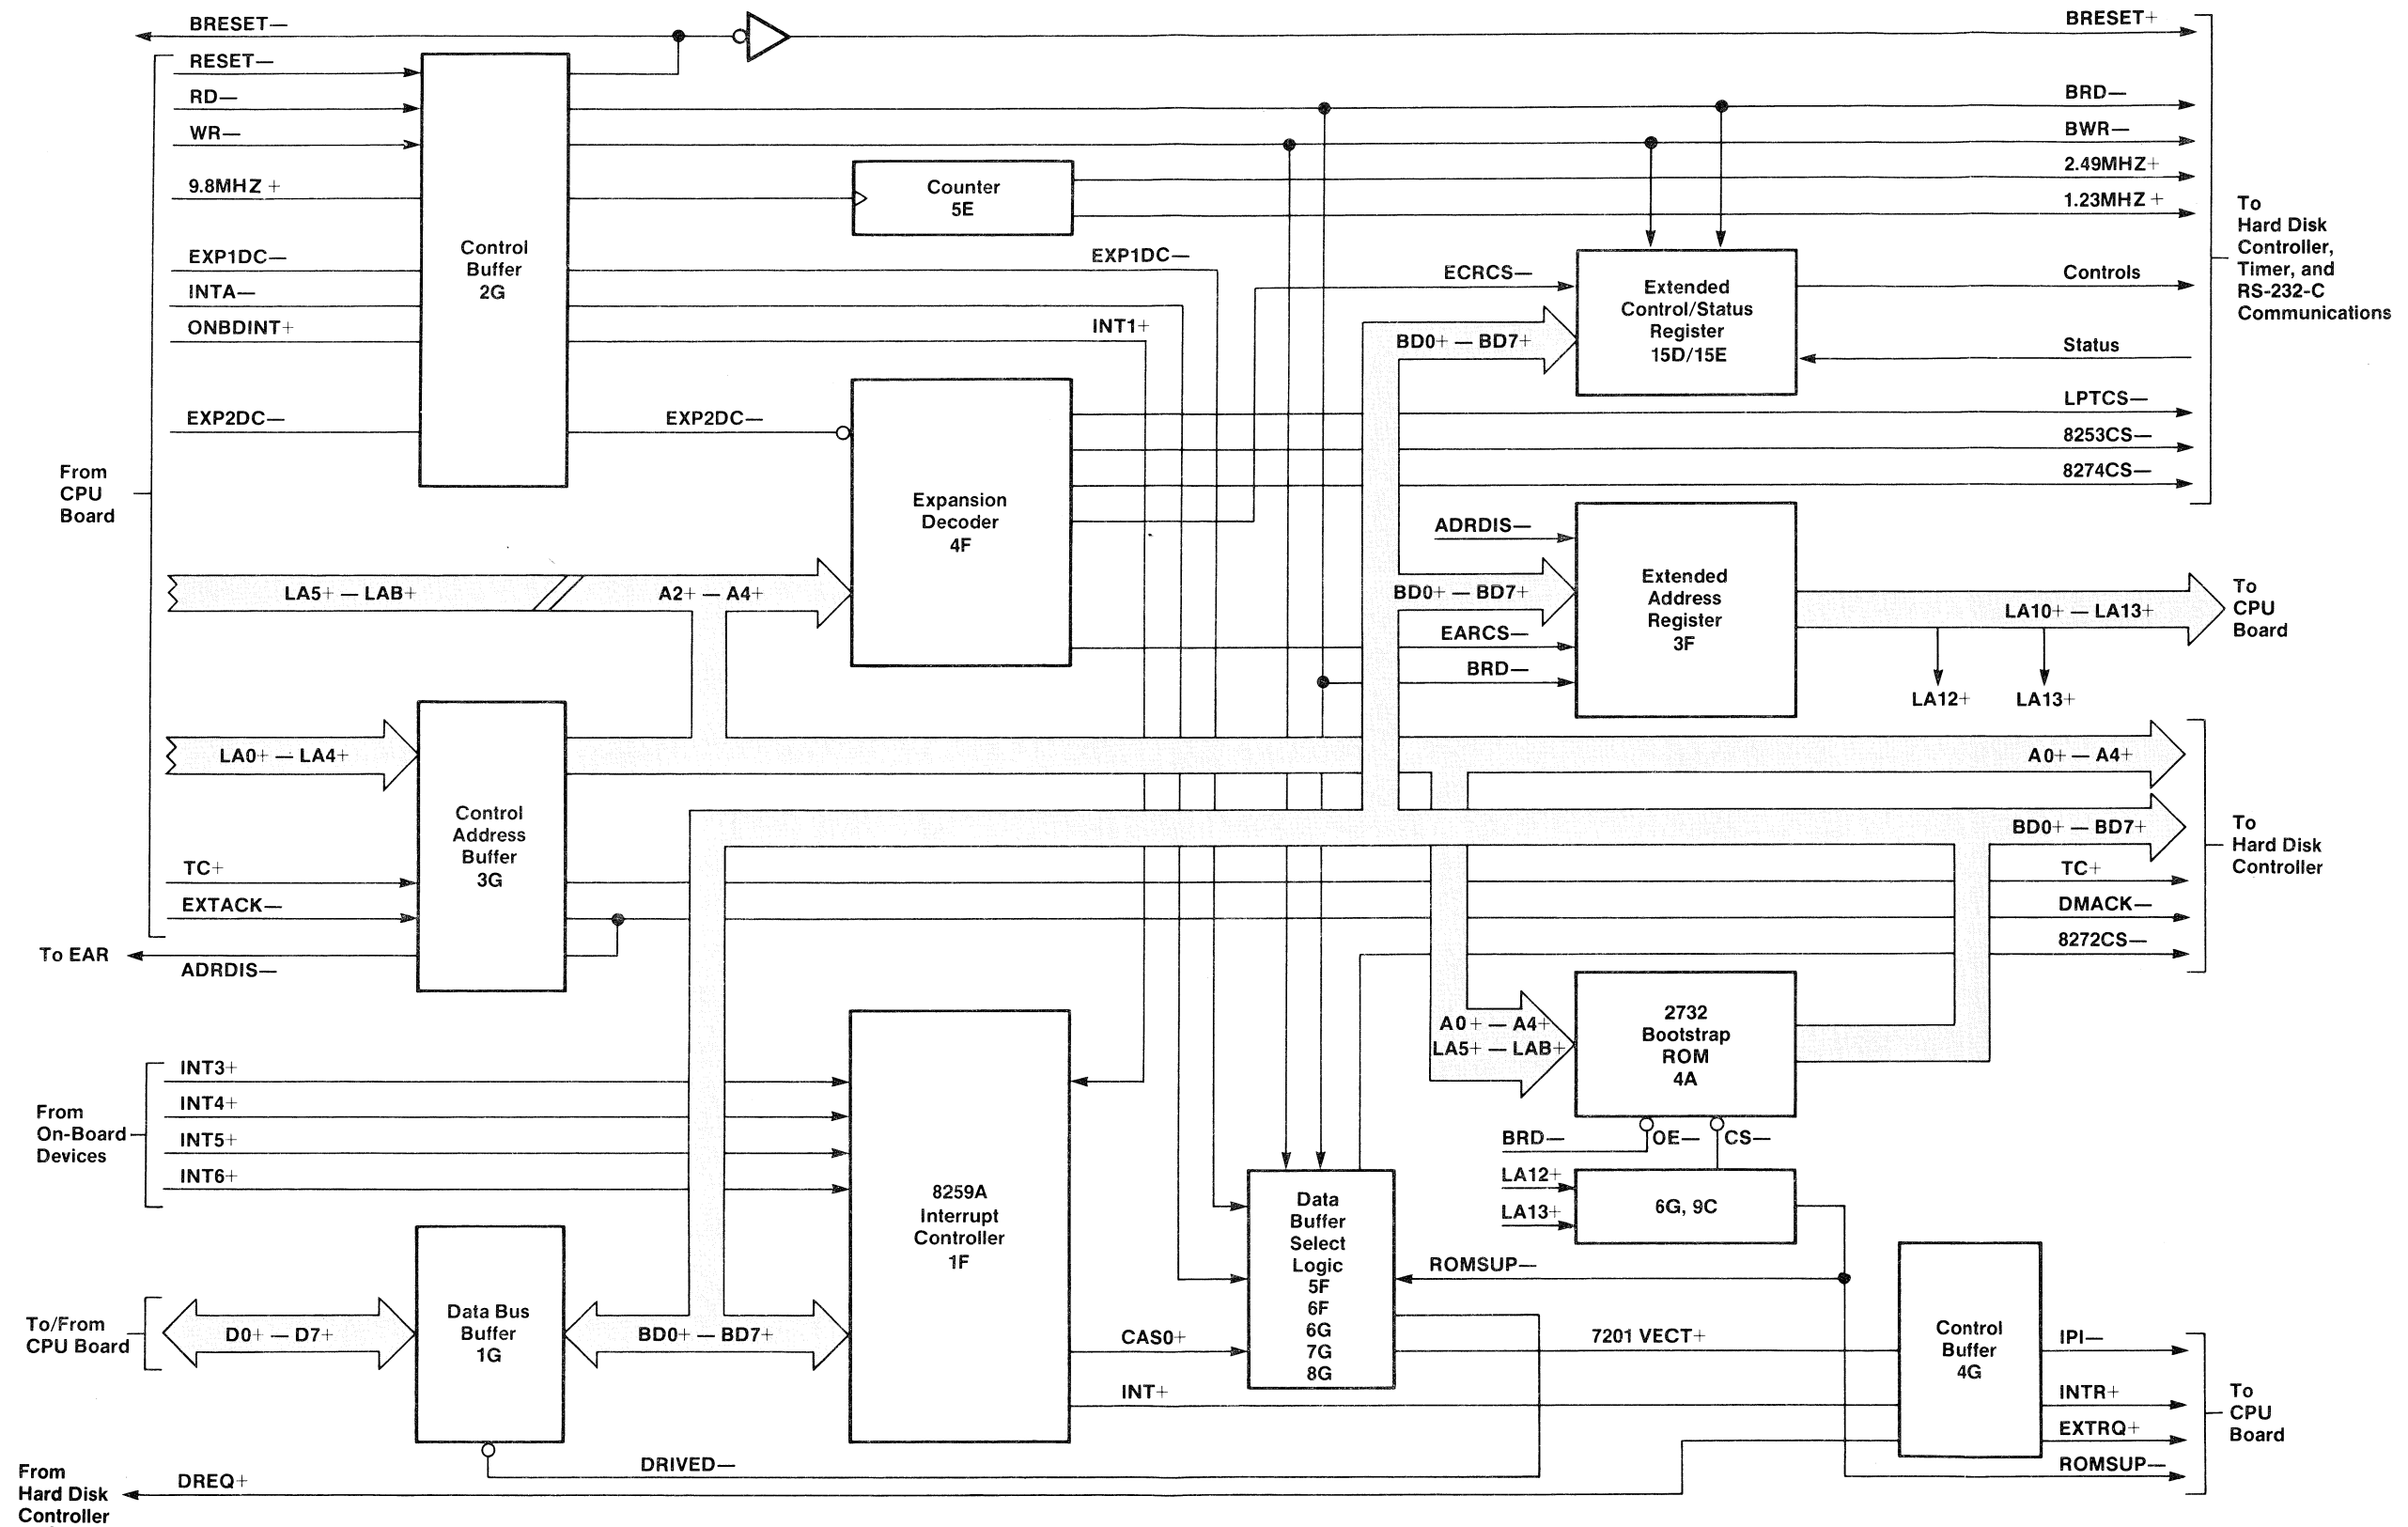 BRESET—
BRESET+
RESET—
RD—
BRD—
WR—
BWR—
2.49MHZ+
9.8MHZ +
1.23MHZ +
Counter
5E
To
Hard Disk
Controller,
Timer, and
RS-232-C
Communications
Control
Buffer
2G
EXP1DC—
EXP1DC—
ECRCS—
Controls
INTA—
Extended
Control/Status
Register
15D/15E
ONBDINT+
INT1+
BD0+ — BD7+
Status
LPTCS—
EXP2DC—
EXP2DC—
8253CS—
8274CS—
From
CPU
Board
Expansion
Decoder
4F
ADRDIS—
LA5+ — LAB+
A2+ — A4+
BD0+ — BD7+
Extended
Address
Register
3F
LA10+ — LA13+
To
CPU
Board
EARCS—
BRD—
LA12+
LA13+
LA0+ — LA4+
A0+ — A4+
Control
Address
Buffer
3G
BD0+ — BD7+
To
Hard Disk
Controller
TC+
TC+
EXTACK—
DMACK—
8272CS—
To EAR
ADRDIS—
A0+ — A4+
LA5+ — LAB+
2732
Bootstrap
ROM
4A
INT3+
INT4+
INT5+
INT6+
From
On-Board
Devices
BRD—
OE—
CS—
LA12+
LA13+
6G, 9C
8259A
Interrupt
Controller
1F
Data
Buffer
Select
Logic
5F
6F
6G
7G
8G
ROMSUP—
To/From
CPU Board
D0+ — D7+
Data Bus
Buffer
1G
BD0+ — BD7+
CAS0+
7201 VECT+
Control
Buffer
4G
IPI—
INT+
INTR+
EXTRQ+
ROMSUP—
To
CPU
Board
DRIVED—
From
Hard Disk
Controller
DREQ+